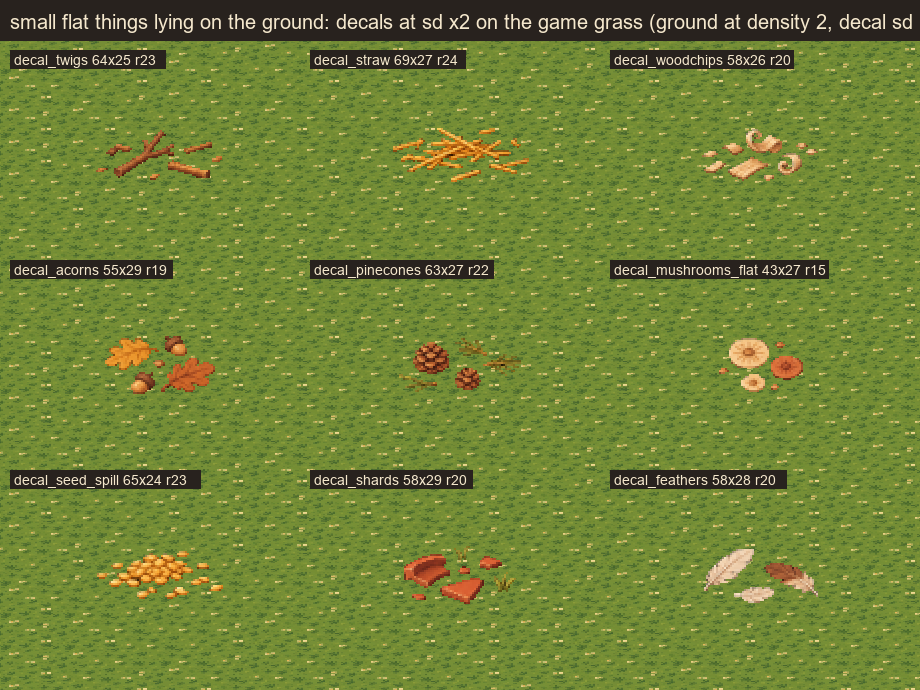 small flat things lying on the ground: decals at sd x2 on the game grass (ground at density 2, decal sd
decal_twigs 64x25 r23
decal_straw 69x27 r24
decal_woodchips 58x26 r20
decal_acorns 55x29 r19
decal_pinecones 63x27 r22
decal_mushrooms_flat 43x27 r15
decal_seed_spill 65x24 r23
decal_shards 58x29 r20
decal_feathers 58x28 r20